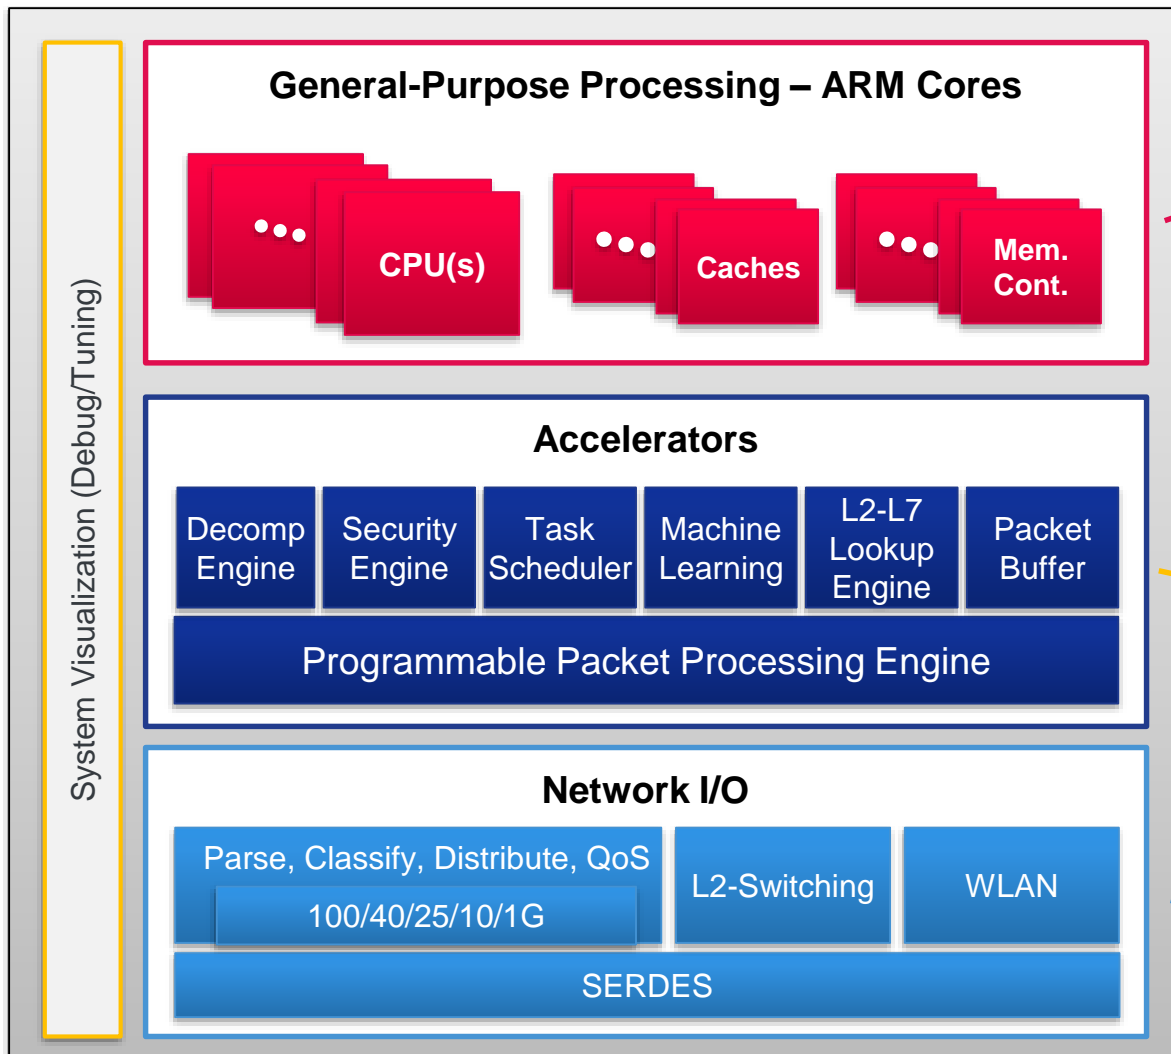 System Visualization (Debug/Tuning)
General-Purpose Processing – ARM Cores
CPU(s)
Caches
Mem.
Cont.
Accelerators
Decomp
Engine
Security
Engine
Task
Scheduler
Machine
Learning
L2-L7
Lookup
Engine
Packet
Buffer
Programmable Packet Processing Engine
Network I/O
Parse, Classify, Distribute, QoS
100/40/25/10/1G
L2-Switching
WLAN
SERDES